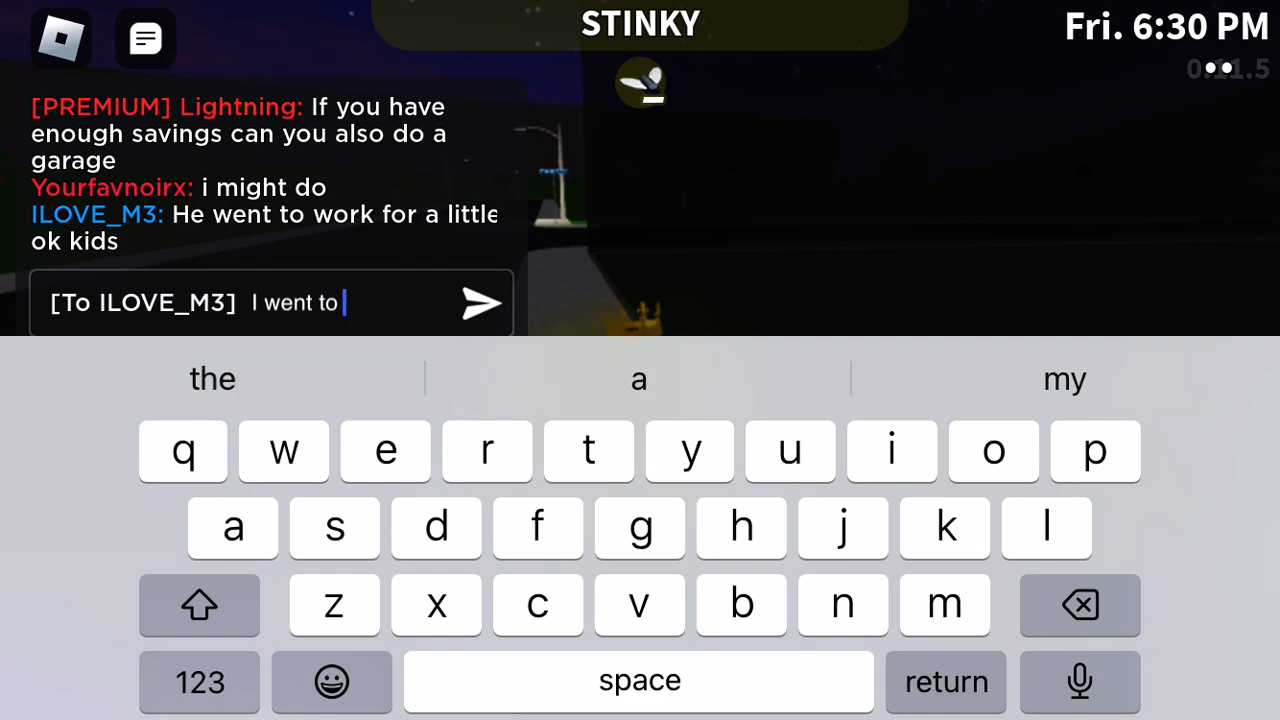 STINKY
Fri. 6:30 PM
[PREMIUM] Lightning: If you have
enough savings can you also do a
garage
Yourfavnoirx: i might do
ILOVE_M3: He went to work for a little
ok kids
[To ILOVE_M3] I went to
the a my
q w e r t y u i o p
a s d f g h j k l
z x c v b n m
123 space return